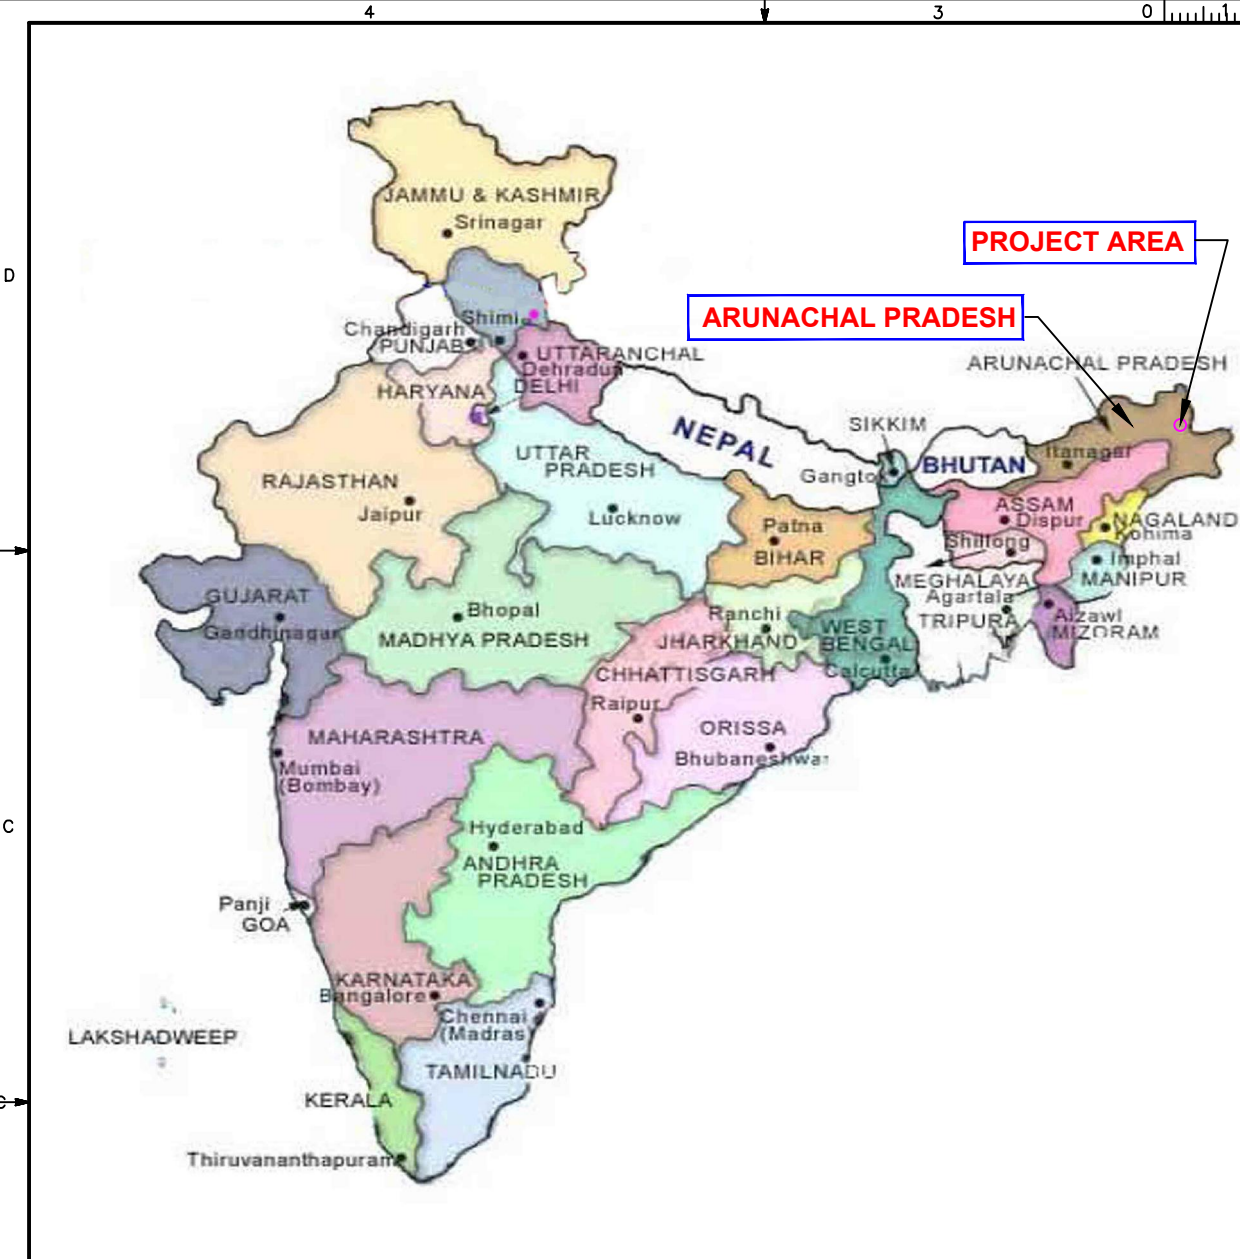 4
3
0
1
D
C
JAMMU & KASHMIR
Srinagar
PROJECT AREA
ARUNACHAL PRADESH
Shimla
Chandigarh
PUNJAB
UTTARANCHAL
Dehradun
DELHI
HARYANA
ARUNACHAL PRADESH
NEPAL
SIKKIM
Gangtok
BHUTAN
Itanagar
UTTAR
PRADESH
Lucknow
RAJASTHAN
Jaipur
Patna
BIHAR
ASSAM
Dispur
NAGALAND
Kohima
Shillong
Imphal
MANIPUR
MEGHALAYA
Agartala
TRIPURA
Aizawl
MIZORAM
GUJARAT
Gandhinagar
Bhopal
MADHYA PRADESH
Ranchi
JHARKHAND
WEST
BENGAL
Calcutta
CHHATTISGARH
Raipur
ORISSA
Bhubaneshwar
MAHARASHTRA
Mumbai
(Bombay)
Hyderabad
ANDHRA
PRADESH
Panji
GOA
KARNATAKA
Bangalore
Chennai
(Madras)
LAKSHADWEEP
TAMILNADU
KERALA
Thiruvananthapuram